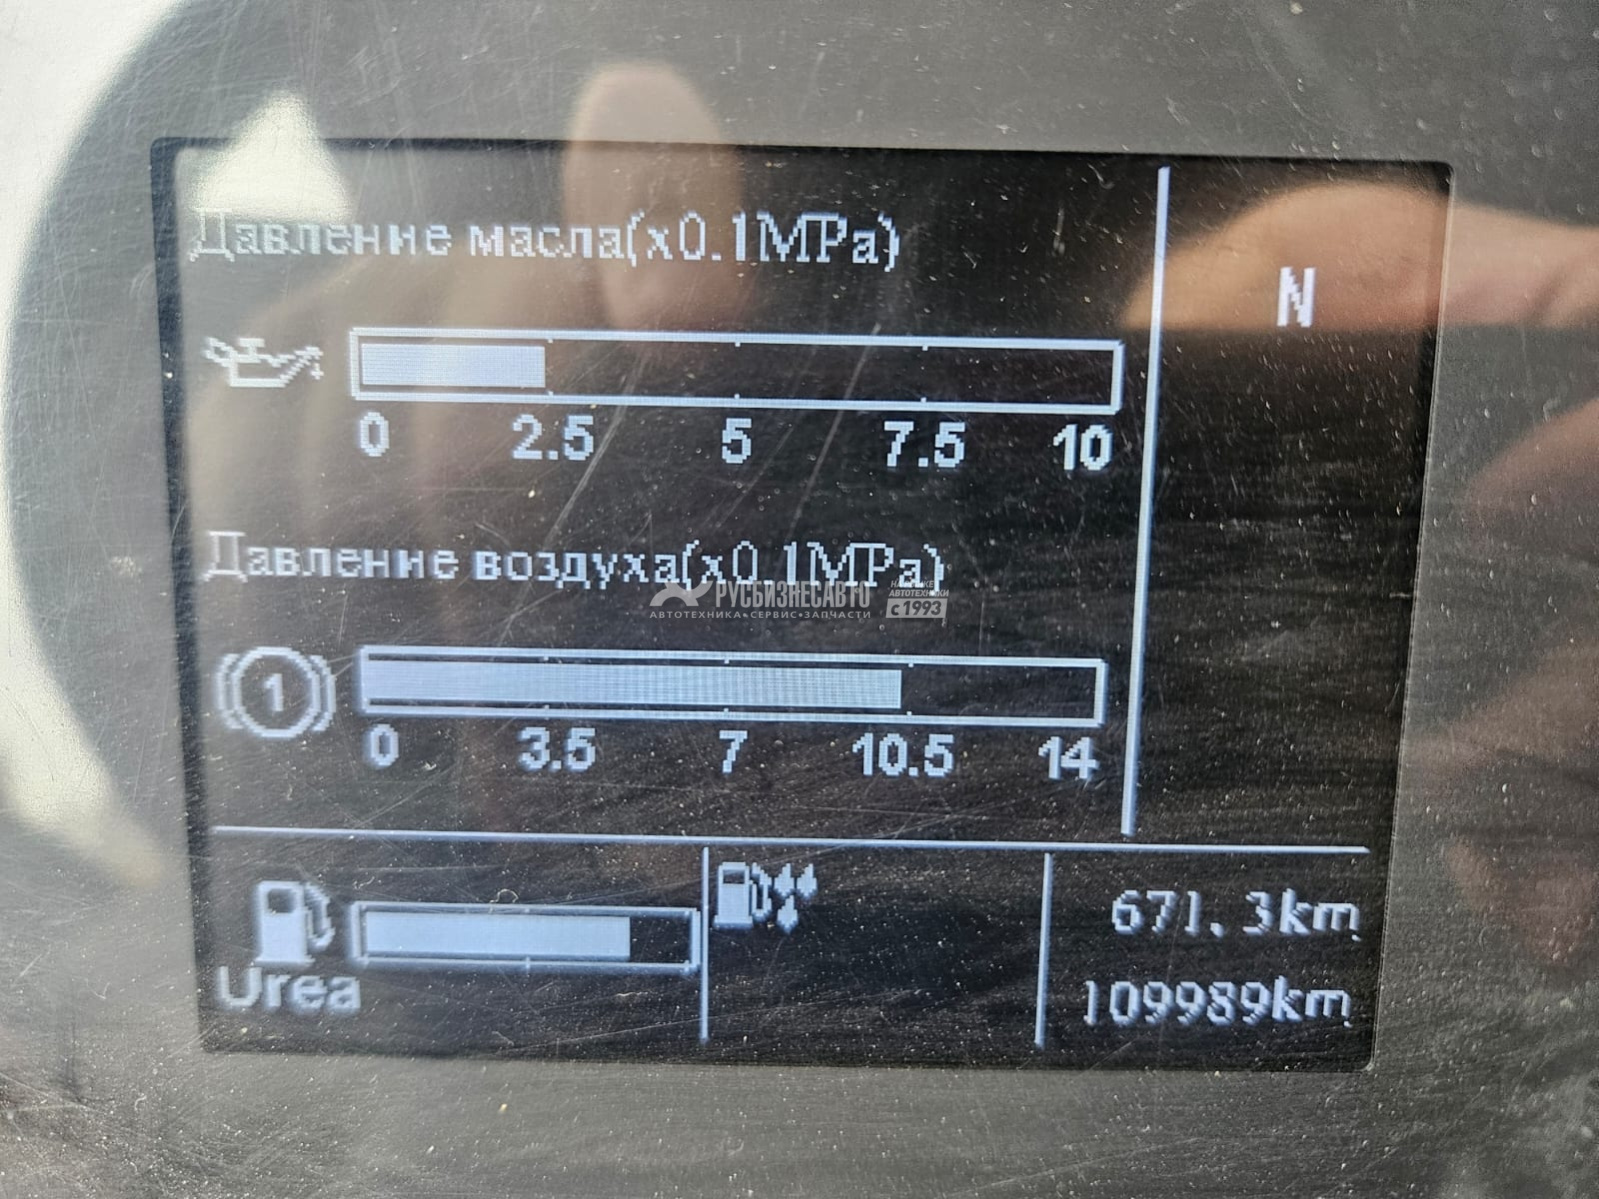 Давление масла(x0.1MPa)
N
0 2.5 5 7.5 10
Давление воздуха(x0.1MPa)
РУСБИЗНЕСАВТО
АВТОТЕХНИКА•СЕРВИС•ЗАПЧАСТИ
АВТОТЕХНИКИ
с 1993
1
0 3.5 7 10.5 14
671.3km
Urea
109989km